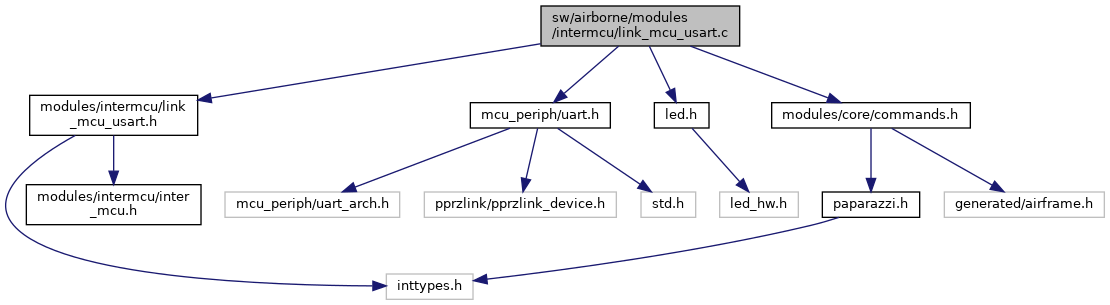 sw/airborne/modules
/intermcu/link_mcu_usart.c
modules/intermcu/link
_mcu_usart.h
mcu_periph/uart.h
led.h
modules/core/commands.h
modules/intermcu/inter
_mcu.h
mcu_periph/uart_arch.h
pprzlink/pprzlink_device.h
std.h
led_hw.h
paparazzi.h
generated/airframe.h
inttypes.h